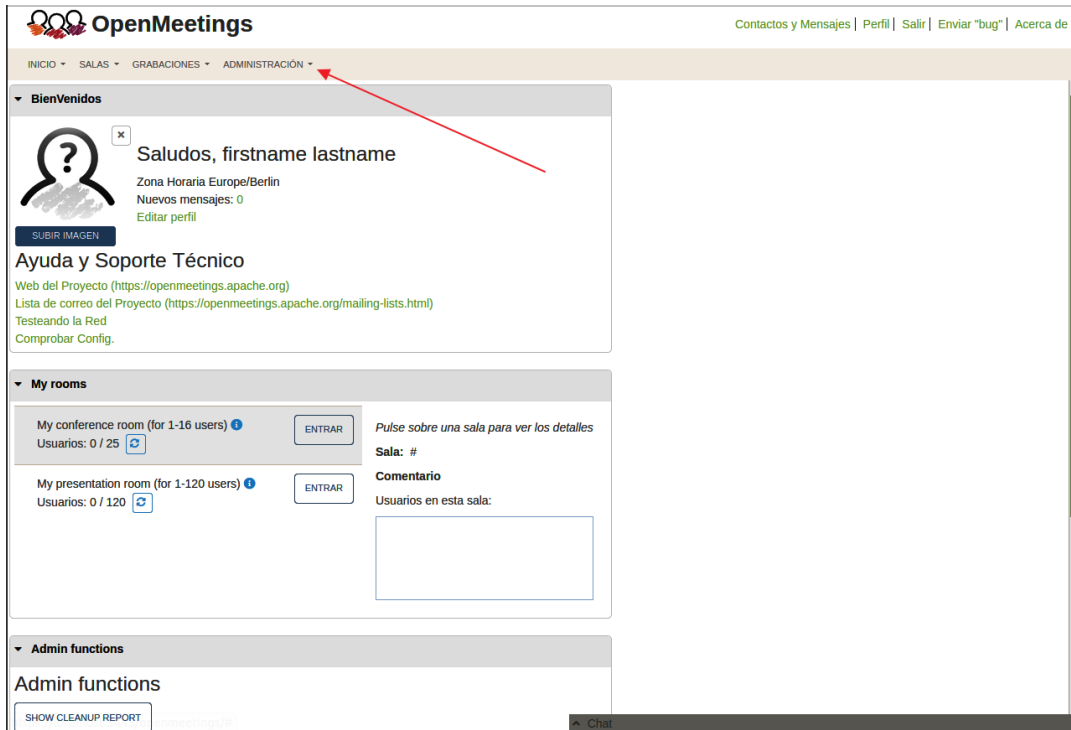 OpenMeetings
Contactos y Mensajes | Perfil | Salir | Enviar "bug" | Acerca de
INICIO SALAS GRABACIONES ADMINISTRACIÓN
BienVenidos
Saludos, firstname lastname
Zona Horaria Europe/Berlin
Nuevos mensajes: 0
Editar perfil
SUBIR IMAGEN
Ayuda y Soporte Técnico
Web del Proyecto (https://openmeetings.apache.org)
Lista de correo del Proyecto (https://openmeetings.apache.org/mailing-lists.html)
Testeando la Red
Comprobar Config.
My rooms
My conference room (for 1-16 users)
Usuarios: 0 / 25
ENTRAR
My presentation room (for 1-120 users)
Usuarios: 0 / 120
ENTRAR
Pulse sobre una sala para ver los detalles
Sala: #
Comentario
Usuarios en esta sala:
Admin functions
Admin functions
SHOW CLEANUP REPORT
Chat